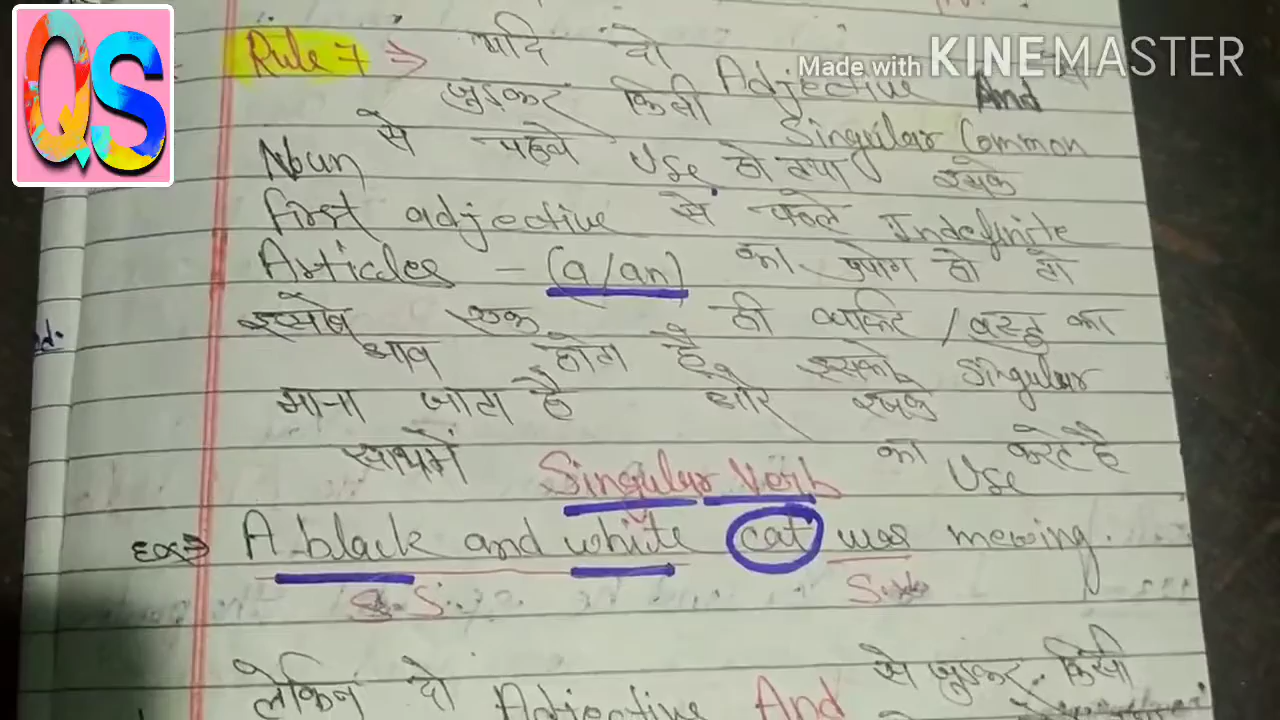 QS
Made with KINEMASTER
Rule 7 ⇒ यदि दो Adjective And से
जुड़कर किसी Singular Common
Noun से पहले Use हो तथा इसके
first adjective से पहले Indefinite
Articles - (a/an) का प्रयोग हो तो
इससे एक ही व्यक्ति / वस्तु का
भाव होता है, इसको Singular
माना जाता है और इसके
साथमें Singular Verb का Use करते है
Ex⇒ A black and white cat was mewing.
S.S. S.V.
लेकिन दो Adjective And से जुड़कर किसी